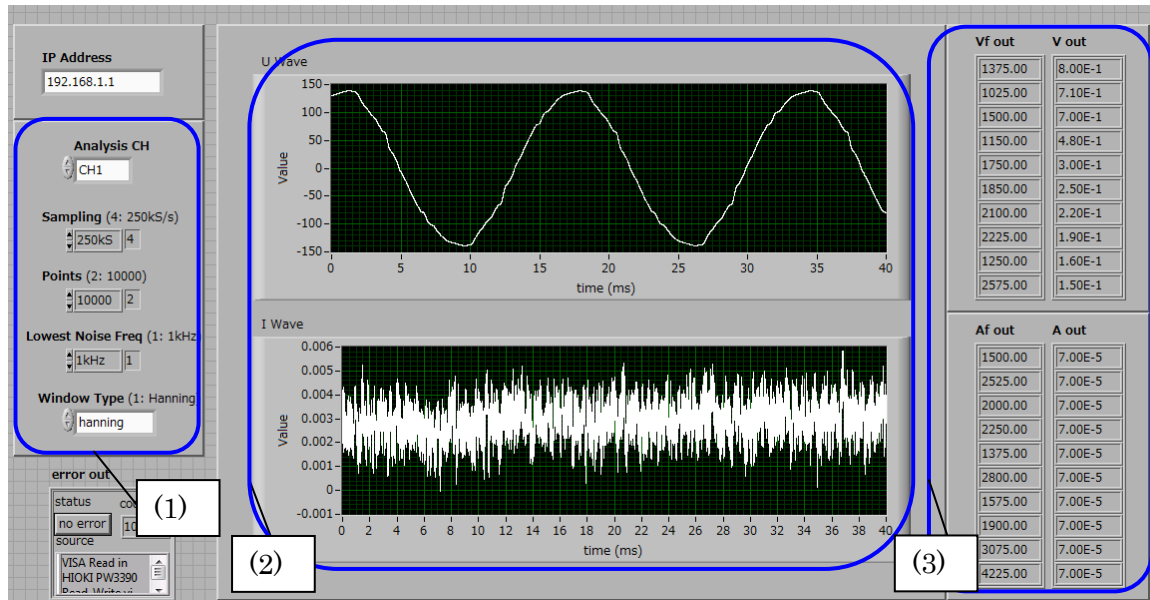 IP Address
192.168.1.1
Analysis CH
CH1
Sampling (4: 250kS/s)
250kS 4
Points (2: 10000)
10000 2
Lowest Noise Freq (1: 1kHz)
1kHz 1
Window Type (1: Hanning)
hanning
error out
status
no error 10
source
VISA Read in
HIOKI PW3390
(1)
U Wave
150
100
50
0
-50
-100
-150
Value
0 5 10 15 20 25 30 35 40
time (ms)
I Wave
0.006
0.005
0.004
0.003
0.002
0.001
0
-0.001
Value
0 2 4 6 8 10 12 14 16 18 20 22 24 26 28 30 32 34 36 38 40
time (ms)
(2)
Vf out V out
1375.00 8.00E-1
1025.00 7.10E-1
1500.00 7.00E-1
1150.00 4.80E-1
1750.00 3.00E-1
1850.00 2.50E-1
2100.00 2.20E-1
2225.00 1.90E-1
1250.00 1.60E-1
2575.00 1.50E-1
Af out A out
1500.00 7.00E-5
2525.00 7.00E-5
2000.00 7.00E-5
2250.00 7.00E-5
1375.00 7.00E-5
2800.00 7.00E-5
1575.00 7.00E-5
1900.00 7.00E-5
3075.00 7.00E-5
4225.00 7.00E-5
(3)